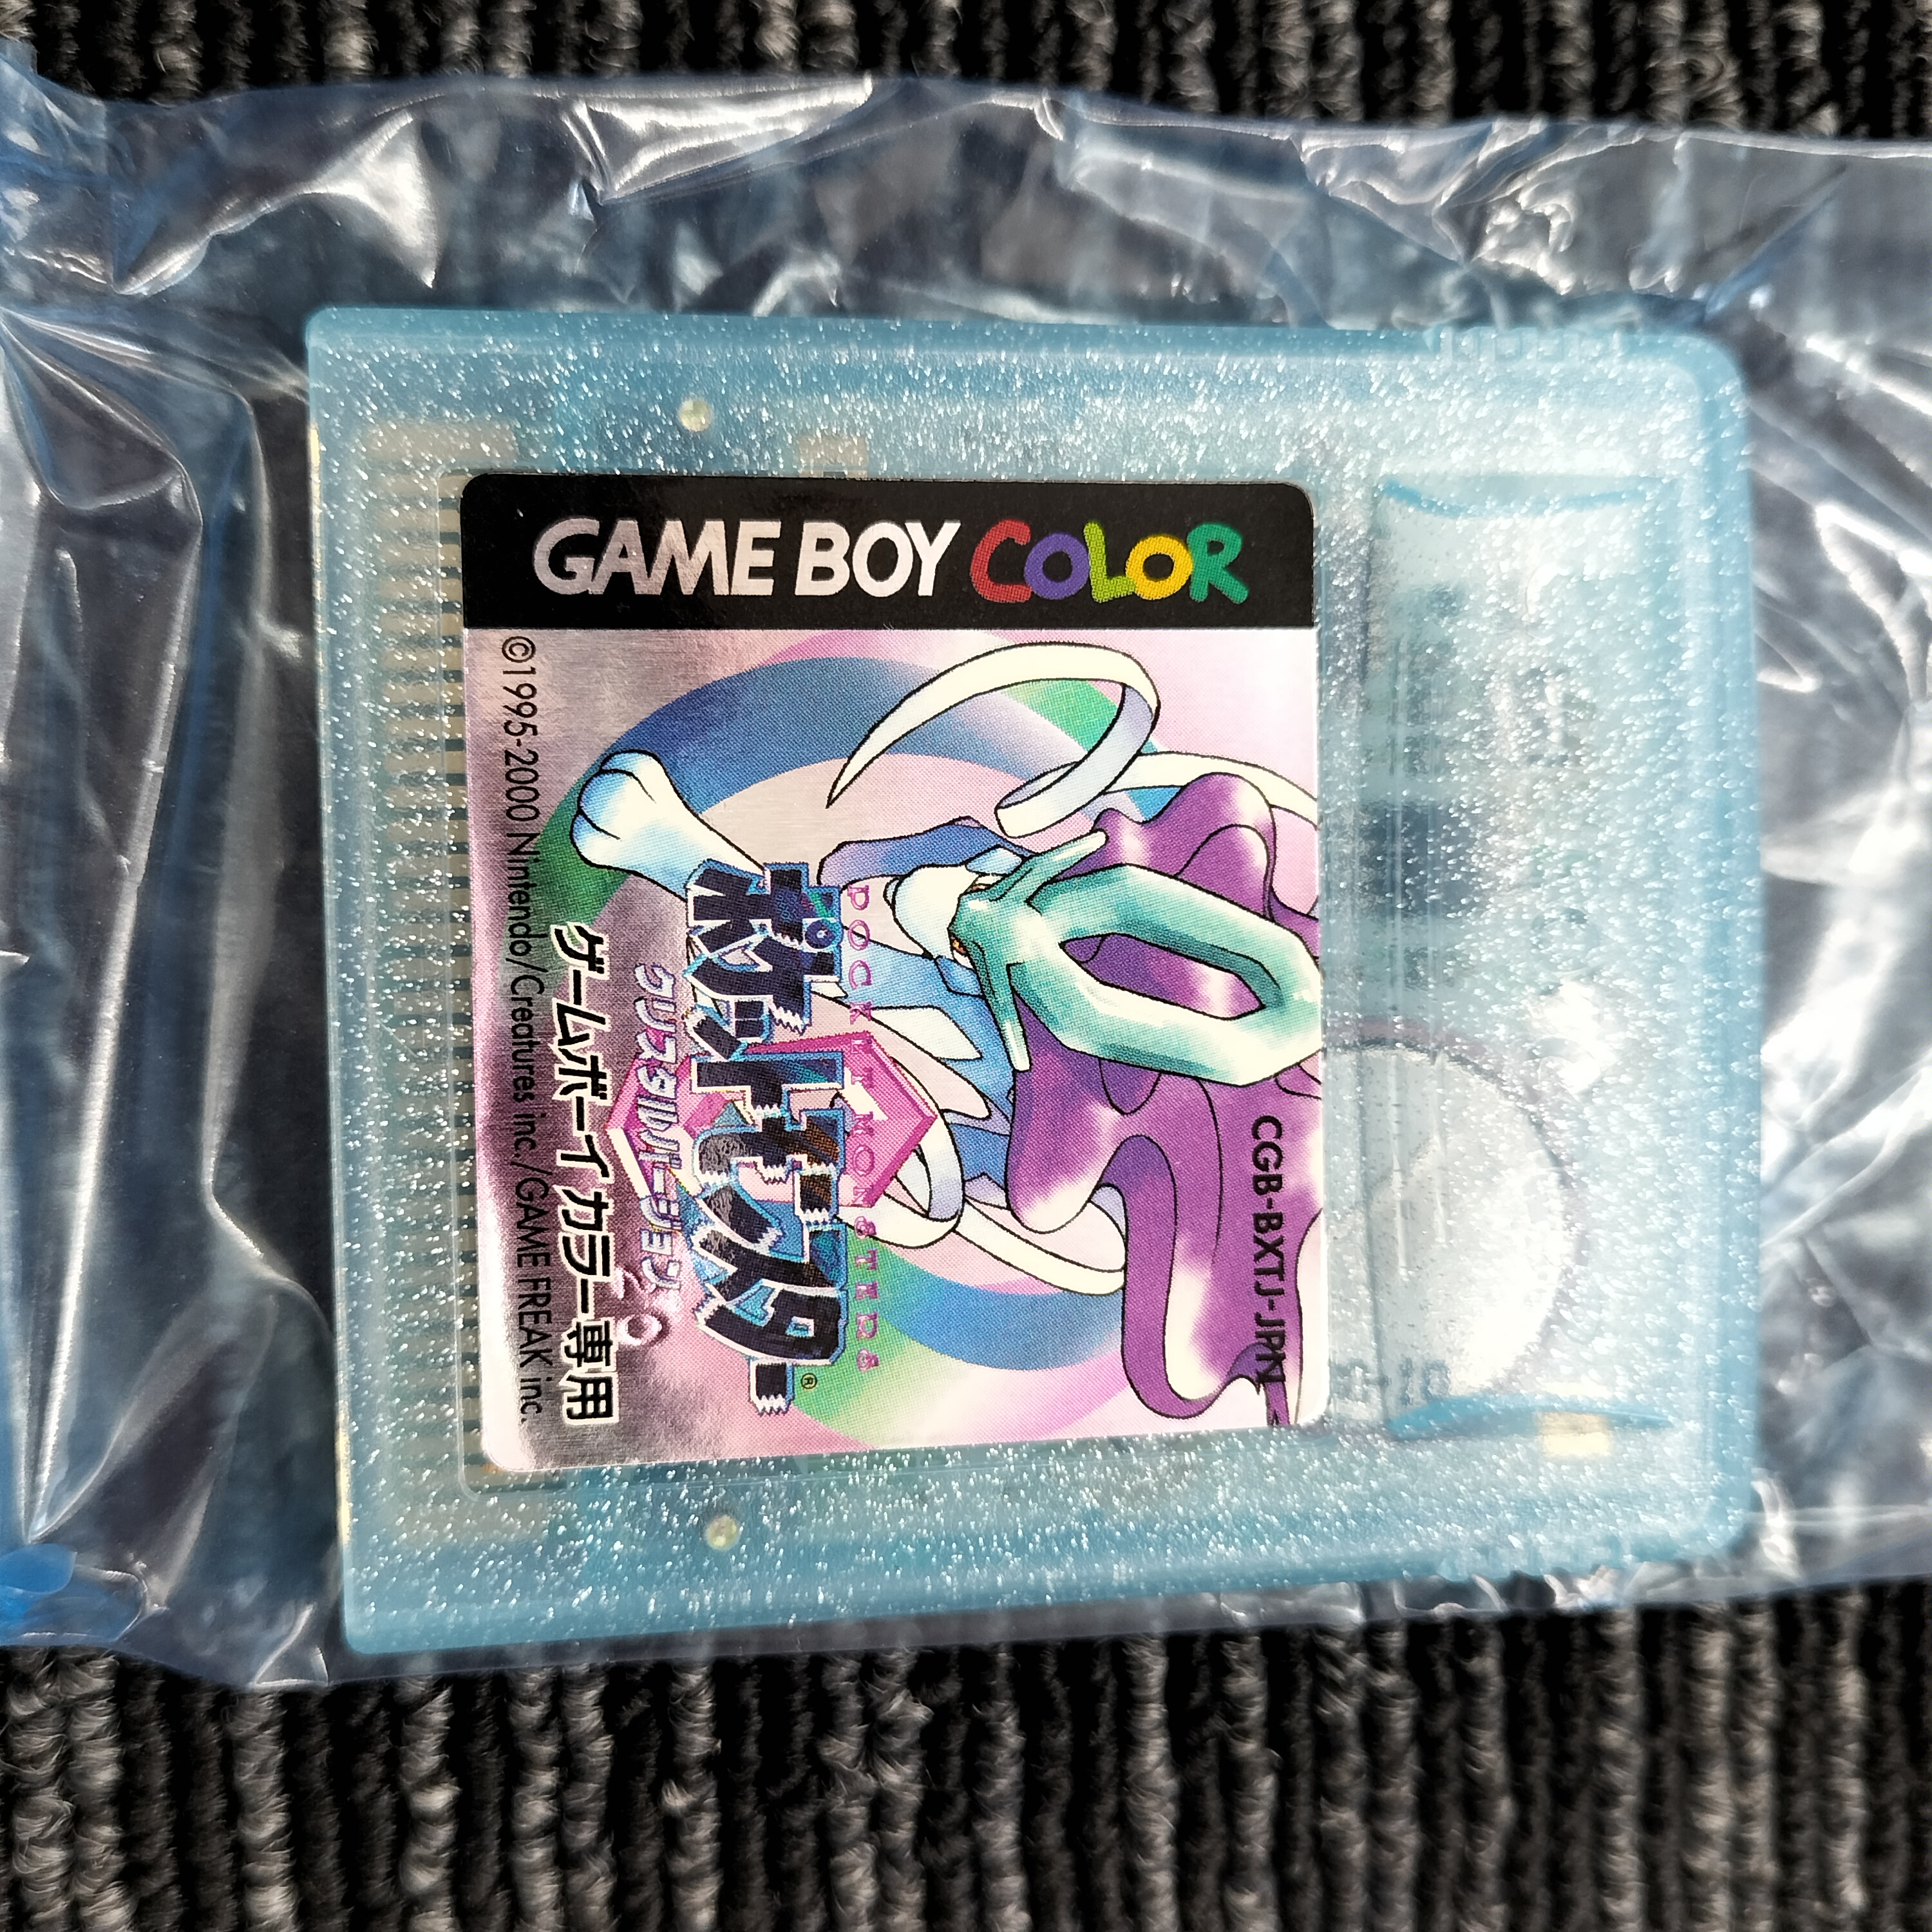 GAME BOY COLOR
CGB-BXTJ-JPN
POCKET MONSTERS
ポケットモンスター®
クリスタルバージョン
ゲームボーイカラー専用
©1995-2000 Nintendo/Creatures inc./GAME FREAK inc.